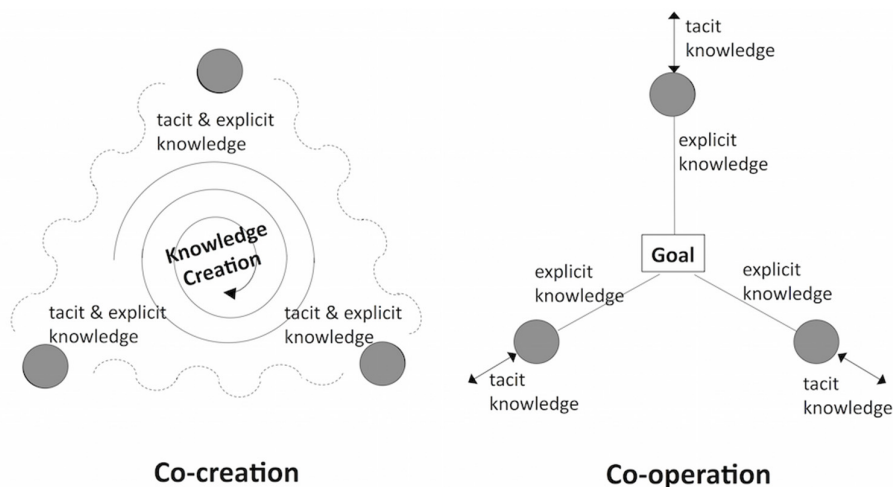 tacit & explicit
knowledge
Knowledge
Creation
tacit & explicit
knowledge
tacit & explicit
knowledge
Co-creation
tacit
knowledge
explicit
knowledge
Goal
explicit
knowledge
explicit
knowledge
tacit
knowledge
tacit
knowledge
Co-operation